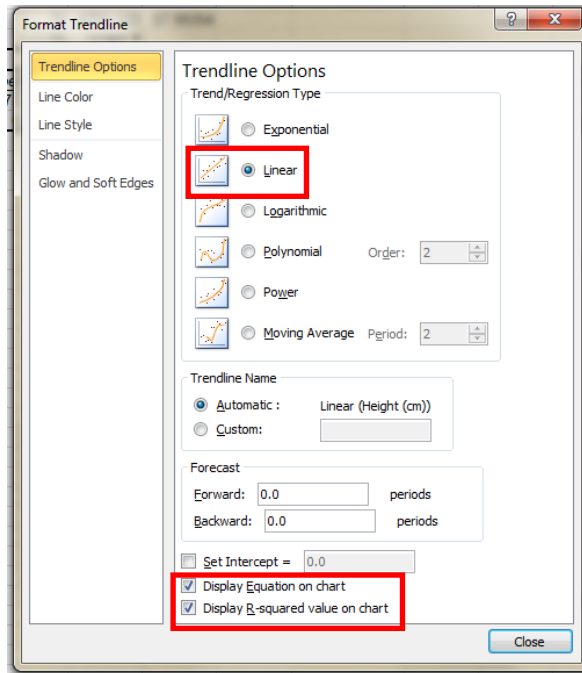 Format Trendline
Trendline Options
Line Color
Line Style
Shadow
Glow and Soft Edges
Trendline Options
Trend/Regression Type
Exponential
Linear
Logarithmic
Polynomial Order: 2
Power
Moving Average Period: 2
Trendline Name
Automatic : Linear (Height (cm))
Custom:
Forecast
Forward: 0.0 periods
Backward: 0.0 periods
Set Intercept = 0.0
Display Equation on chart
Display R-squared value on chart
Close